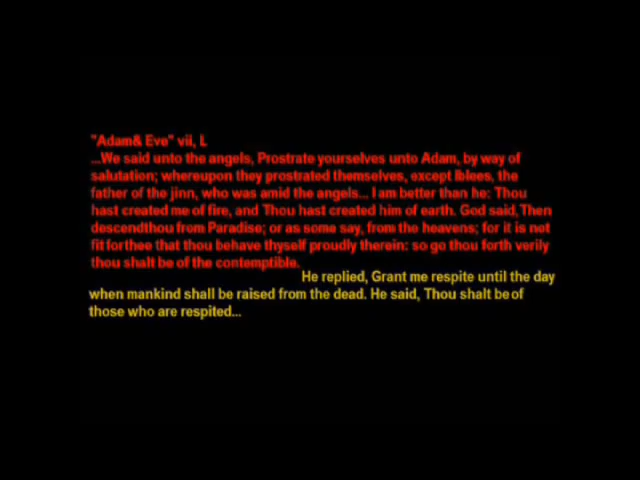 "Adam& Eve" vii, L
...We said unto the angels, Prostrate yourselves unto Adam, by way of
salutation; whereupon they prostrated themselves, except Iblees, the
father of the jinn, who was amid the angels... I am better than he: Thou
hast created me of fire, and Thou hast created him of earth. God said,Then
descendthou from Paradise; or as some say, from the heavens; for it is not
fit forthee that thou behave thyself proudly therein: so go thou forth verily
thou shalt be of the contemptible.
He replied, Grant me respite until the day
when mankind shall be raised from the dead. He said, Thou shalt be of
those who are respited...